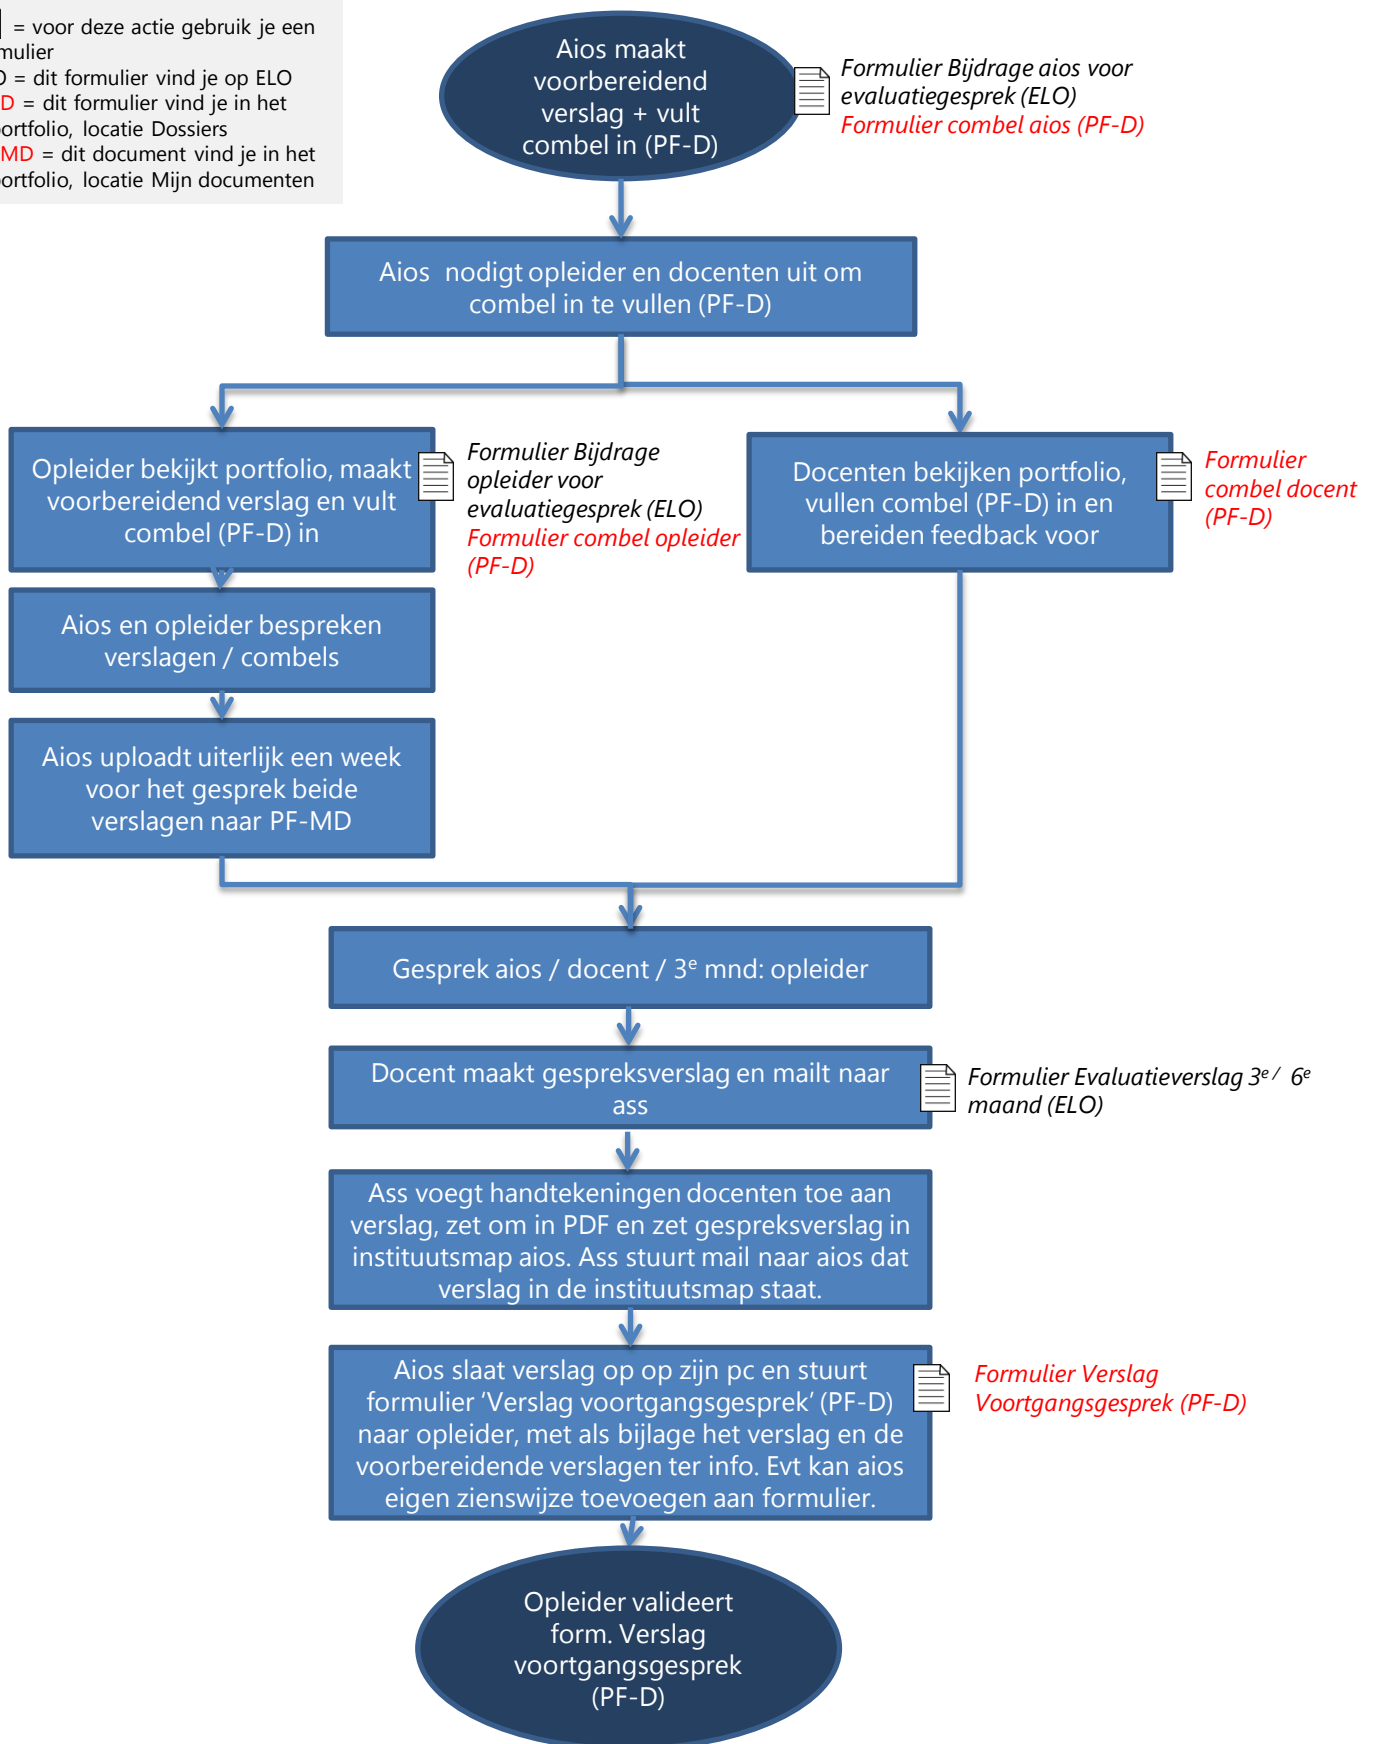 = voor deze actie gebruik je een
mulier
= dit formulier vind je op ELO
D = dit formulier vind je in het
ortfolio, locatie Dossiers
MD = dit document vind je in het
ortfolio, locatie Mijn documenten
Aios maakt
voorbereidend
verslag + vult
combel in (PF-D)
Formulier Bijdrage aios voor
evaluatiegesprek (ELO)
Formulier combel aios (PF-D)
Aios nodigt opleider en docenten uit om
combel in te vullen (PF-D)
Opleider bekijkt portfolio, maakt
voorbereidend verslag en vult
combel (PF-D) in
Formulier Bijdrage
opleider voor
evaluatiegesprek (ELO)
Formulier combel opleider
(PF-D)
Docenten bekijken portfolio,
vullen combel (PF-D) in en
bereiden feedback voor
Formulier
combel docent
(PF-D)
Aios en opleider bespreken
verslagen / combels
Aios uploadt uiterlijk een week
voor het gesprek beide
verslagen naar PF-MD
Gesprek aios / docent / 3e mnd: opleider
Docent maakt gespreksverslag en mailt naar
ass
Formulier Evaluatieverslag 3e / 6e
maand (ELO)
Ass voegt handtekeningen docenten toe aan
verslag, zet om in PDF en zet gespreksverslag in
instituutsmap aios. Ass stuurt mail naar aios dat
verslag in de instituutsmap staat.
Aios slaat verslag op op zijn pc en stuurt
formulier ‘Verslag voortgangsgesprek’ (PF-D)
naar opleider, met als bijlage het verslag en de
voorbereidende verslagen ter info. Evt kan aios
eigen zienswijze toevoegen aan formulier.
Formulier Verslag
Voortgangsgesprek (PF-D)
Opleider valideert
form. Verslag
voortgangsgesprek
(PF-D)